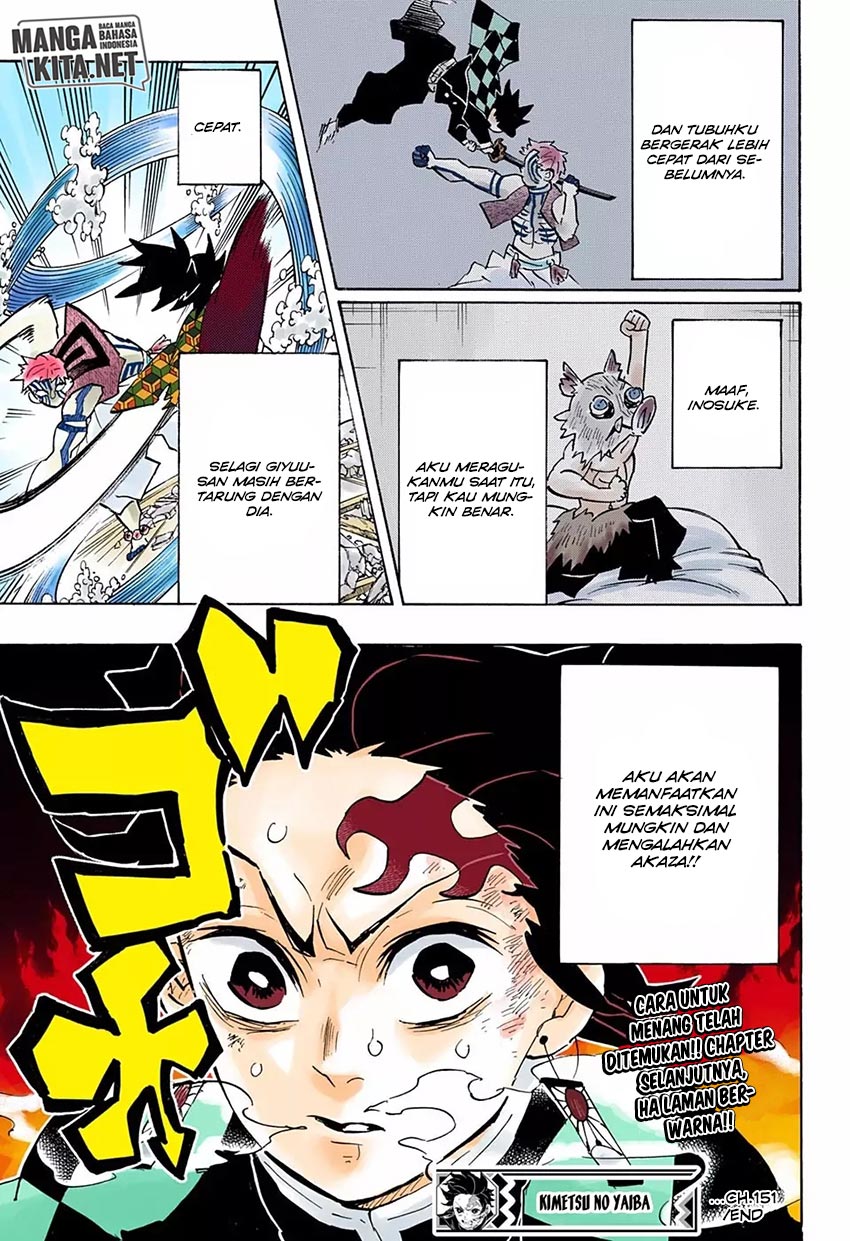 MANGA
KITA.NET
BACA MANGA
BAHASA
INDONESIA
DAN TUBUHKU
BERGERAK LEBIH
CEPAT DARI SE-
BELUMNYA.
MAAF,
INOSUKE.
AKU MERAGU-
KANMU SAAT ITU,
TAPI KAU MUNG-
KIN BENAR.
CEPAT.
SELAGI GIYUU-
SAN MASIH BER-
TARUNG DENGAN
DIA.
AKU AKAN
MEMANFAATKAN
INI SEMAKSIMAL
MUNGKIN DAN
MENGALAHKAN
AKAZA!!
CARA UNTUK
MENANG TELAH
DITEMUKAN!! CHAPTER
SELANJUTNYA,
HA LAMAN BER-
WARNA!!
KIMETSU NO YAIBA
...CH.151
/END